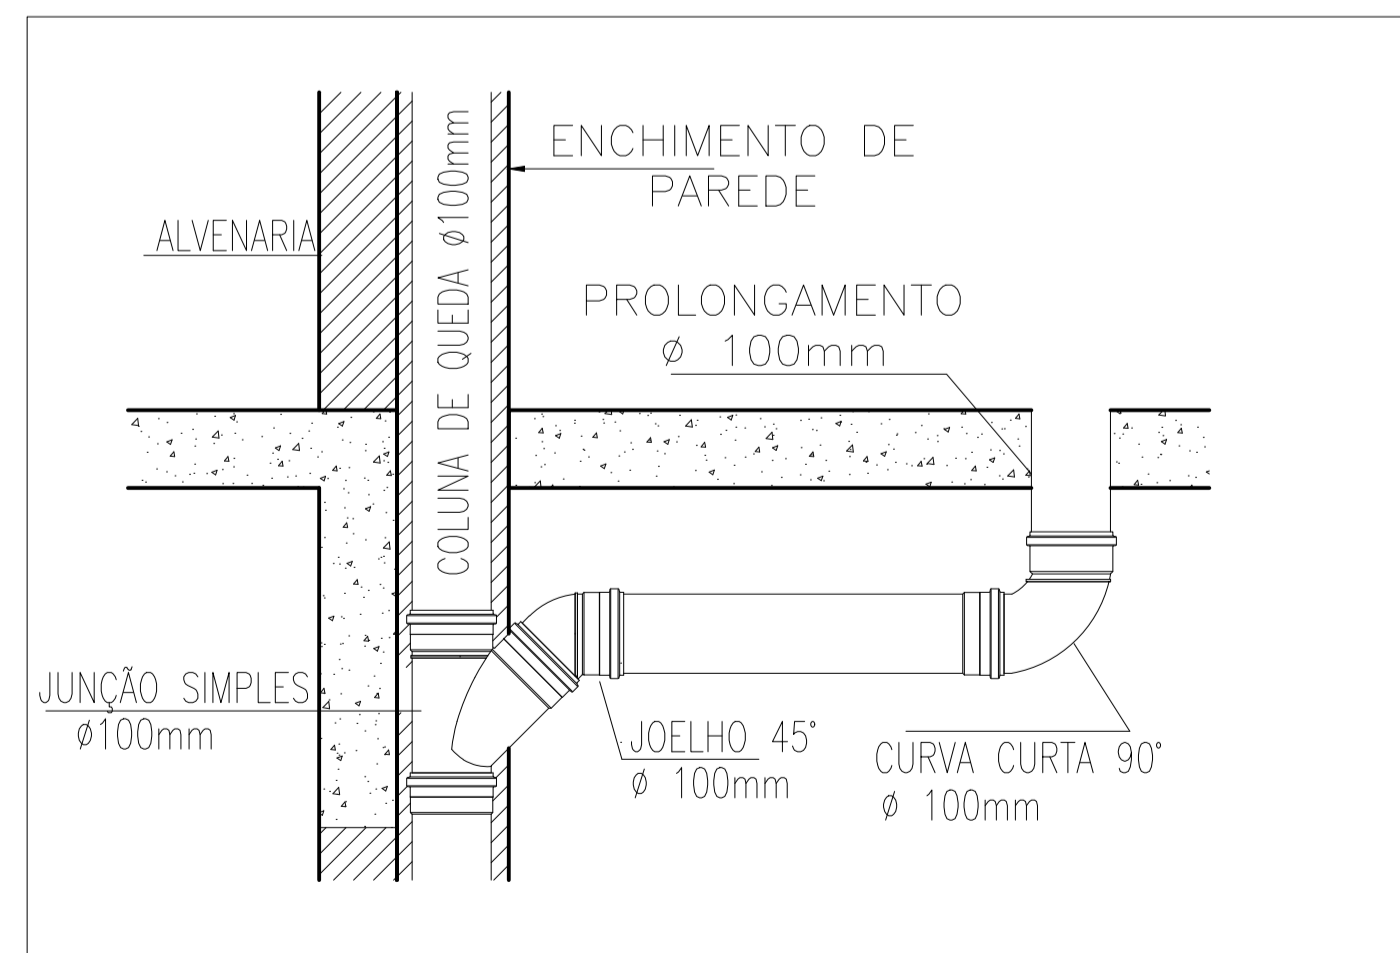 ENCHIMENTO DE
PAREDE
ALVENARIA
COLUNA DE QUEDA ø100mm
PROLONGAMENTO
ø 100mm
JUNÇÃO SIMPLES
ø100mm
JOELHO 45°
ø 100mm
CURVA CURTA 90°
ø 100mm